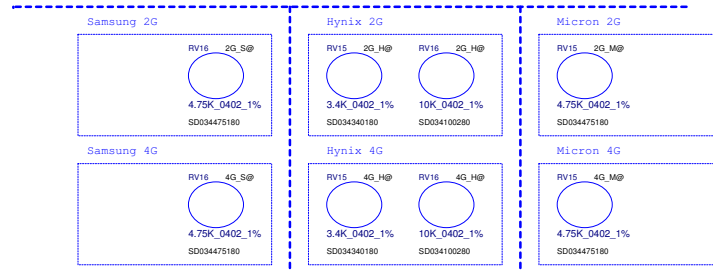 Samsung 2G
Hynix 2G
Micron 2G
RV16 2G_S@
RV15 2G_H@
RV16 2G_H@
RV15 2G_M@
4.75K_0402_1%
3.4K_0402_1%
10K_0402_1%
4.75K_0402_1%
SD034475180
SD034340180
SD034100280
SD034475180
Samsung 4G
Hynix 4G
Micron 4G
RV16 4G_S@
RV15 4G_H@
RV16 4G_H@
RV15 4G_M@
4.75K_0402_1%
3.4K_0402_1%
10K_0402_1%
4.75K_0402_1%
SD034475180
SD034340180
SD034100280
SD034475180